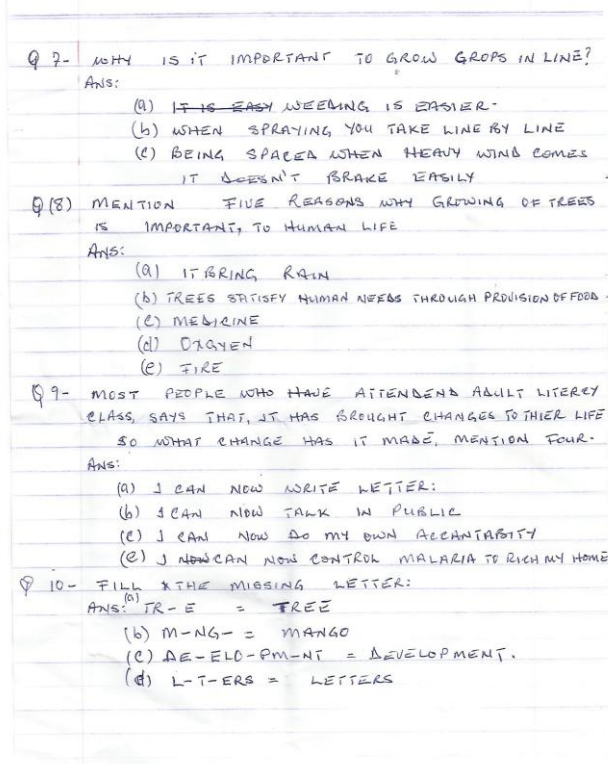 Q 7- WHY IS IT IMPORTANT TO GROW GROPS IN LINE?
ANS:
(a) IT IS EASY WEEDING IS EASIER.
(b) WHEN SPRAYING YOU TAKE LINE BY LINE
(c) BEING SPACED WHEN HEAVY WIND COMES
IT DOESN'T BRAKE EASILY
Q (8) MENTION FIVE REASONS WHY GROWING OF TREES
IS IMPORTANT, TO HUMAN LIFE
ANS:
(a) IT BRING RAIN
(b) TREES SATISFY HUMAN NEEDS THROUGH PROVISION OF FOOD.
(c) MEDICINE
(d) OXGYEN
(e) FIRE
Q 9- MOST PEOPLE WHO HAVE ATTENDEND ADULT LITERCY
CLASS, SAYS THAT, IT HAS BROUGHT CHANGES TO THIER LIFE
SO WHAT CHANGE HAS IT MADE, MENTION FOUR.
ANS:
(a) I CAN NOW WRITE LETTER:
(b) I CAN NOW TALK IN PUBLIC
(c) I CAN NOW DO MY OWN ACCANTABITY
(e) I NOW CAN NOW CONTROL MALARIA TO RICH MY HOME
Q 10- FILL THE MISSING LETTER:
ANS: (a) TR-E = TREE
(b) M-NG- = MANGO
(c) DE-ELO-PM-NT = DEVELOPMENT.
(d) L-T-ERS = LETTERS